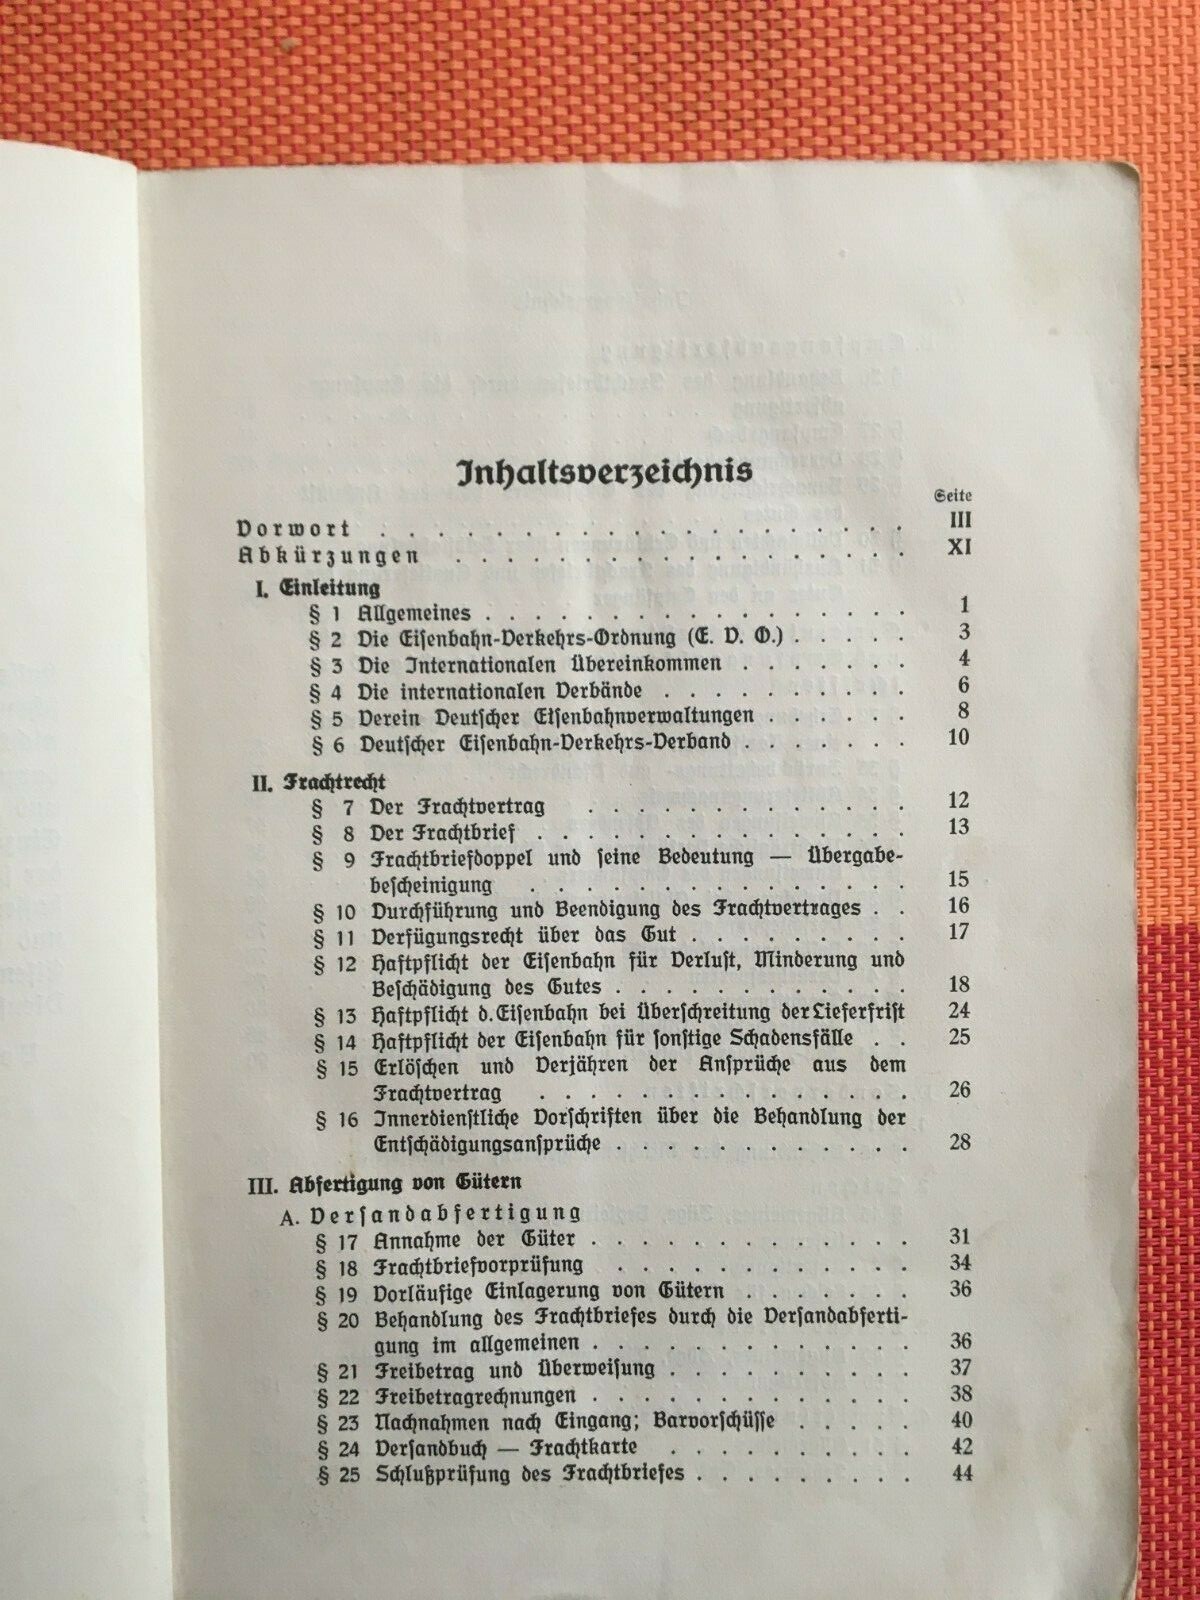 Inhaltsverzeichnis
Seite
Vorwort . . . . . . . . . . . . . . . . . . . . III
Abkürzungen . . . . . . . . . . . . . . . . . . XI
I. Einleitung
§ 1 Allgemeines . . . . . . . . . . . . . . . . . 1
§ 2 Die Eiſenbahn-Verkehrs-Ordnung (E. V. O.) . . . . . 3
§ 3 Die Internationalen Übereinkommen . . . . . . . 4
§ 4 Die internationalen Verbände . . . . . . . . . . 6
§ 5 Verein Deutſcher Eiſenbahnverwaltungen . . . . . . 8
§ 6 Deutſcher Eiſenbahn-Verkehrs-Verband . . . . . . . 10
II. Frachtrecht
§ 7 Der Frachtvertrag . . . . . . . . . . . . . 12
§ 8 Der Frachtbrief . . . . . . . . . . . . . . . 13
§ 9 Frachtbriefdoppel und ſeine Bedeutung — Übergabe-
beſcheinigung . . . . . . . . . . . . . . . 15
§ 10 Durchführung und Beendigung des Frachtvertrages . . 16
§ 11 Verfügungsrecht über das Gut . . . . . . . . . 17
§ 12 Haftpflicht der Eiſenbahn für Verluſt, Minderung und
Beſchädigung des Gutes . . . . . . . . . . . . 18
§ 13 Haftpflicht d. Eiſenbahn bei Überſchreitung der Lieferfriſt 24
§ 14 Haftpflicht der Eiſenbahn für ſonſtige Schadensfälle . . 25
§ 15 Erlöſchen und Verjähren der Anſprüche aus dem
Frachtvertrag . . . . . . . . . . . . . . . 26
§ 16 Innerdienſtliche Vorſchriften über die Behandlung der
Entſchädigungsanſprüche . . . . . . . . . . . . 28
III. Abfertigung von Gütern
A. Verſandabfertigung
§ 17 Annahme der Güter . . . . . . . . . . . . . 31
§ 18 Frachtbriefvorprüfung . . . . . . . . . . . . 34
§ 19 Vorläufige Einlagerung von Gütern . . . . . . . 36
§ 20 Behandlung des Frachtbriefes durch die Verſandabferti-
gung im allgemeinen . . . . . . . . . . . . . 36
§ 21 Freibetrag und Überweiſung . . . . . . . . . . 37
§ 22 Freibetragrechnungen . . . . . . . . . . . . . 38
§ 23 Nachnahmen nach Eingang; Barvorſchüſſe . . . . . 40
§ 24 Verſandbuch — Frachtkarte . . . . . . . . . . 42
§ 25 Schlußprüfung des Frachtbriefes . . . . . . . . . 44